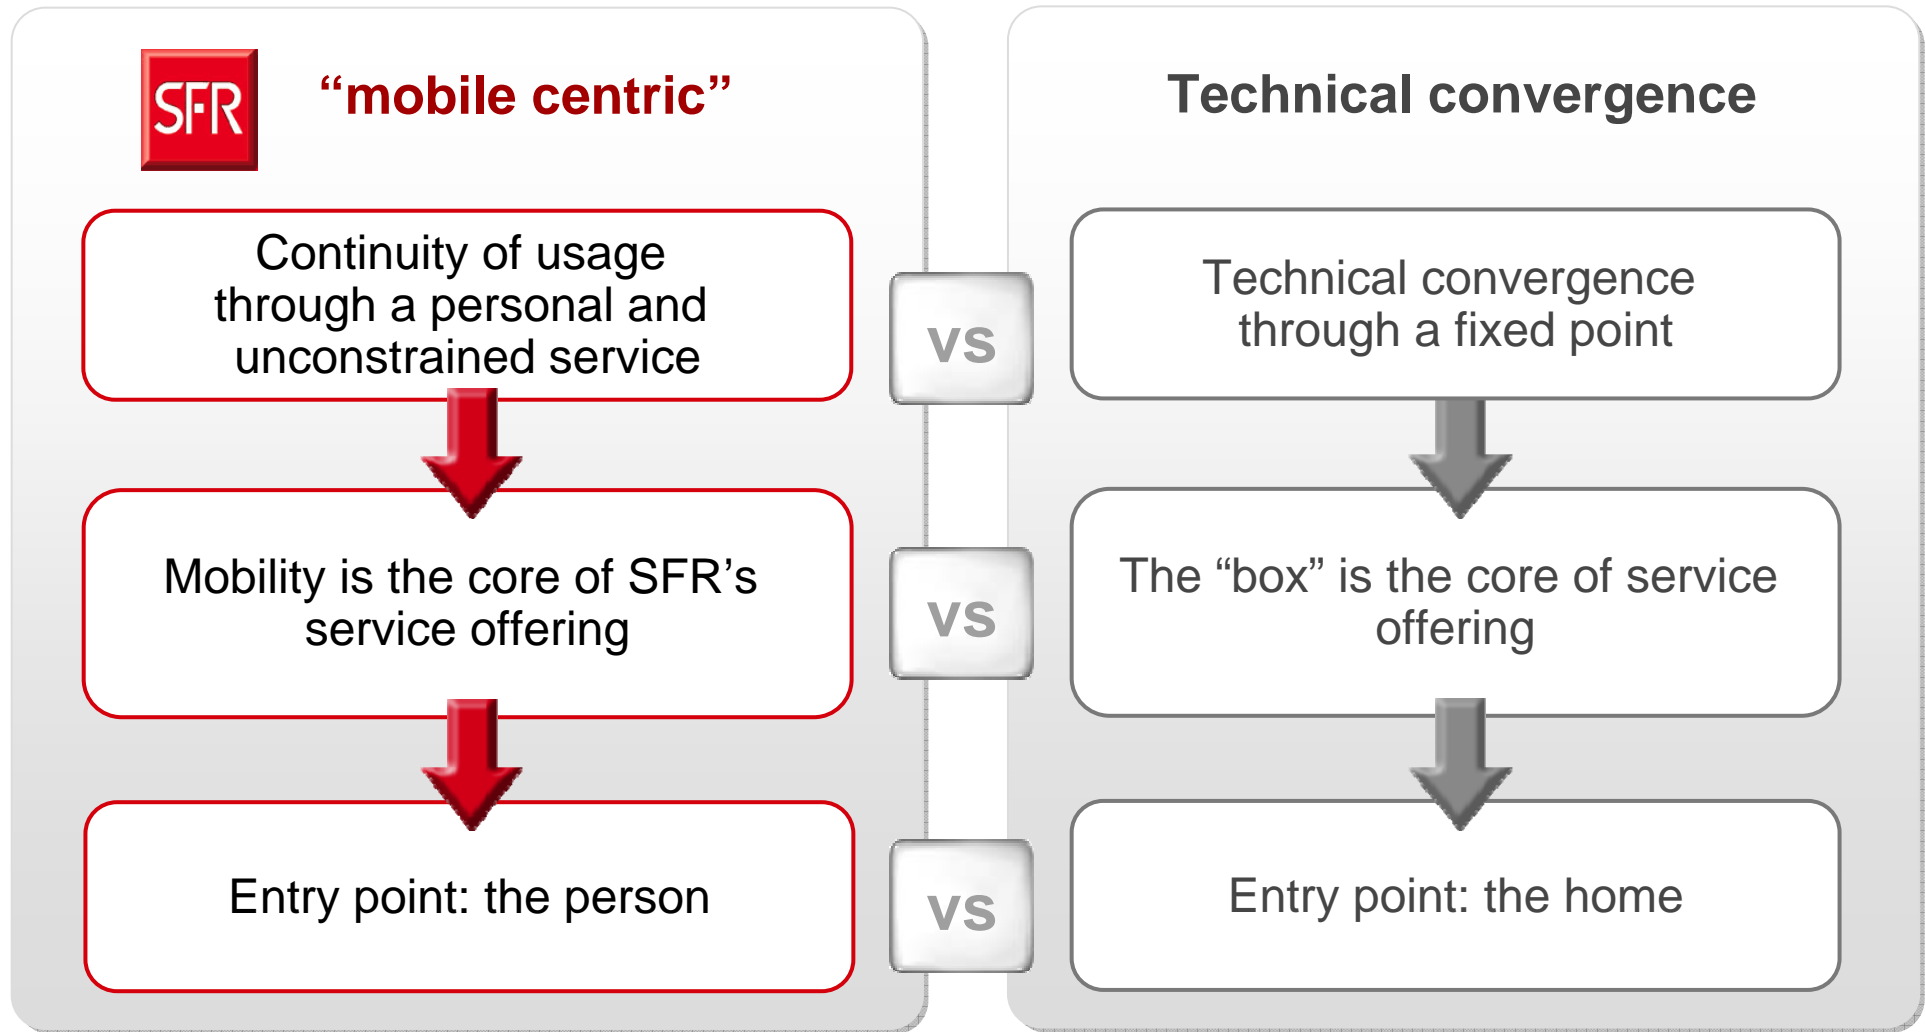 SFR
“mobile centric”
Continuity of usage
through a personal and
unconstrained service
Mobility is the core of SFR’s
service offering
Entry point: the person
vs
vs
vs
Technical convergence
Technical convergence
through a fixed point
The “box” is the core of service
offering
Entry point: the home